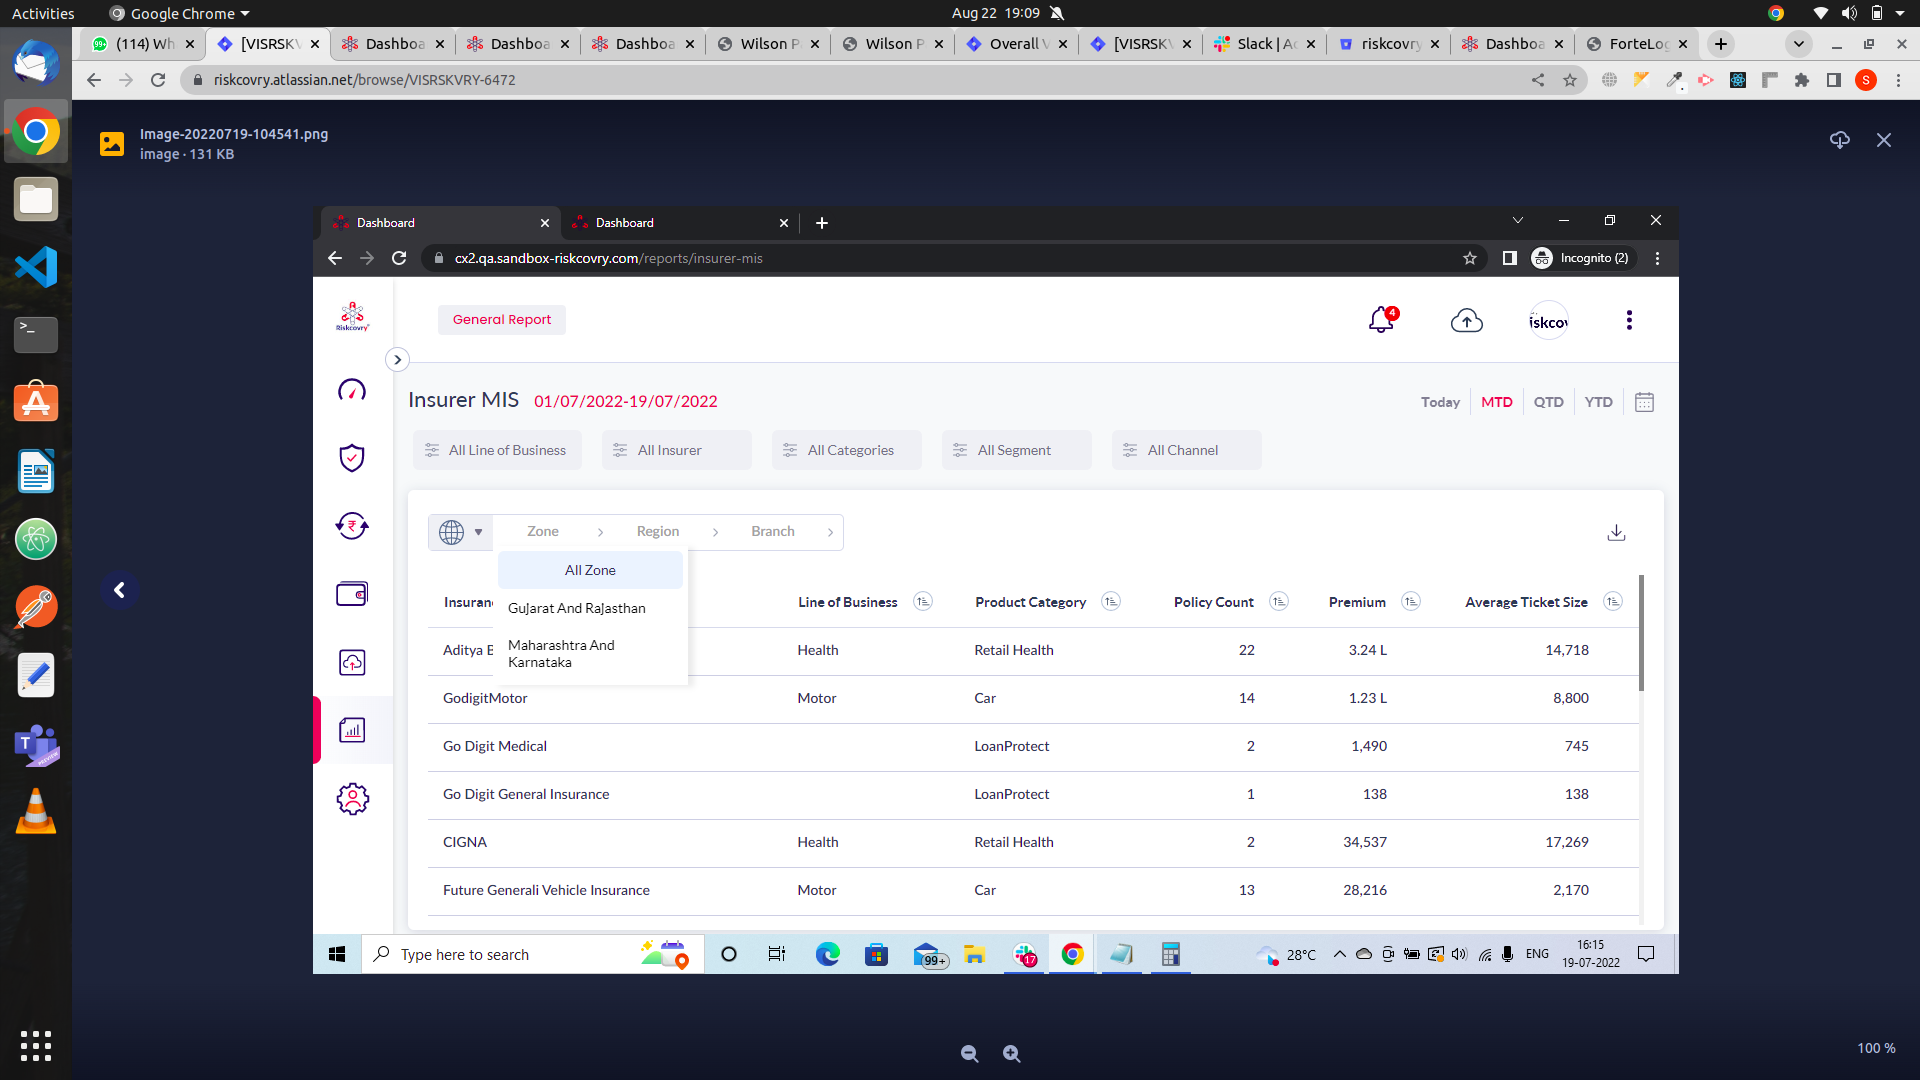 Activities
Google Chrome
Aug 22 19:09
99+
(114) Wh
[VISRSKV
Dashboa
Dashboa
Dashboa
Wilson P
Wilson P
Overall V
[VISRSKV
Slack | Ac
riskcovry
Dashboa
ForteLog
riskcovry.atlassian.net/browse/VISRSKVRY-6472
S
Image-20220719-104541.png
image · 131 KB
Dashboard
Dashboard
cx2.qa.sandbox-riskcovry.com/reports/insurer-mis
Incognito (2)
Riskcovry
General Report
4
iskcov
Insurer MIS 01/07/2022-19/07/2022
Today
MTD
QTD
YTD
All Line of Business
All Insurer
All Categories
All Segment
All Channel
Zone
Region
Branch
All Zone
Gujarat And Rajasthan
Maharashtra And
Karnataka
Insuran
Line of Business
Product Category
Policy Count
Premium
Average Ticket Size
Aditya B Health Retail Health 22 3.24 L 14,718
GodigitMotor Motor Car 14 1.23 L 8,800
Go Digit Medical LoanProtect 2 1,490 745
Go Digit General Insurance LoanProtect 1 138 138
CIGNA Health Retail Health 2 34,537 17,269
Future Generali Vehicle Insurance Motor Car 13 28,216 2,170
Type here to search
99+
17
28°C
ENG
16:15
19-07-2022
100 %